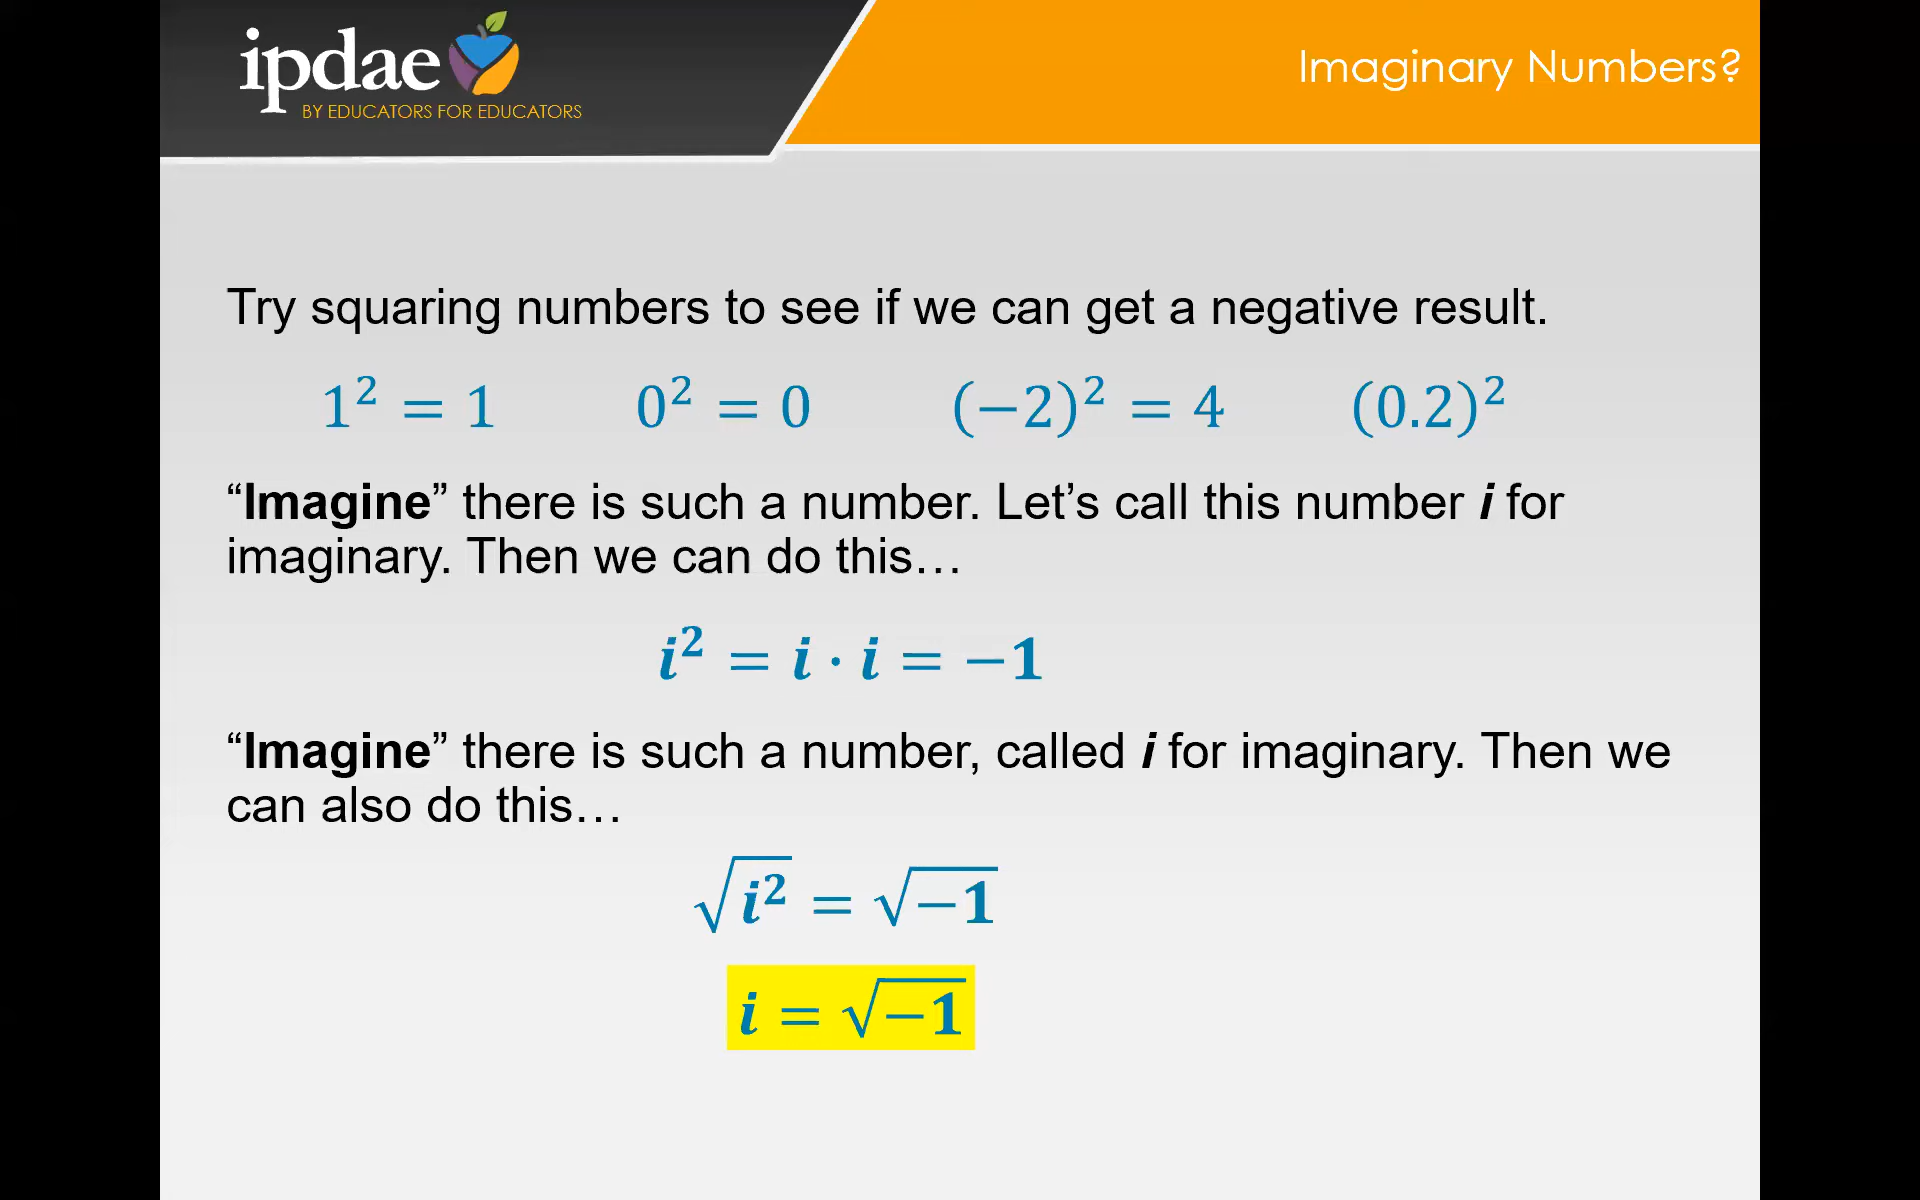 ipdae
BY EDUCATORS FOR EDUCATORS
Imaginary Numbers?
Try squaring numbers to see if we can get a negative result.
1² = 1 0² = 0 (−2)² = 4 (0.2)²
“Imagine” there is such a number. Let’s call this number i for
imaginary. Then we can do this…
i² = i · i = −1
“Imagine” there is such a number, called i for imaginary. Then we
can also do this…
√i² = √−1
i = √−1